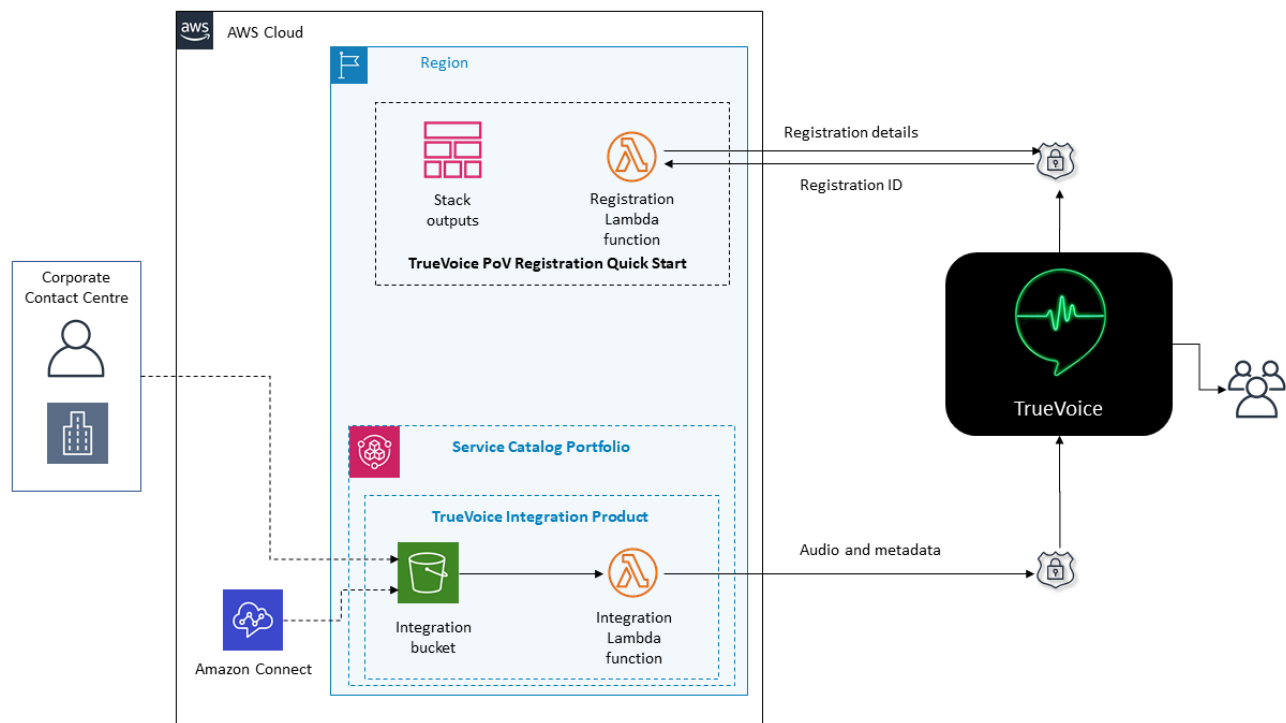 aws
AWS Cloud
Region
Stack
outputs
Registration
Lambda
function
TrueVoice PoV Registration Quick Start
Registration details
Registration ID
Corporate
Contact Centre
TrueVoice
Service Catalog Portfolio
TrueVoice Integration Product
Integration
bucket
Integration
Lambda
function
Audio and metadata
Amazon Connect